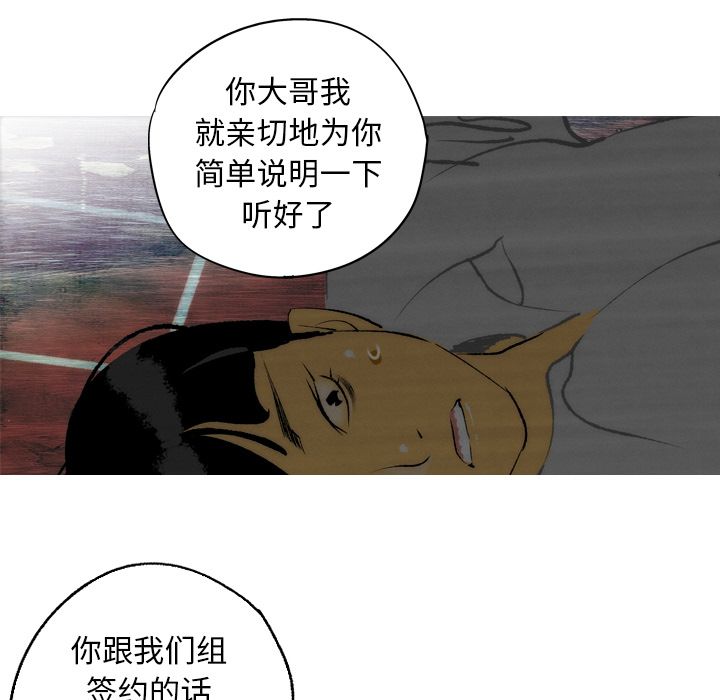 你大哥我
就亲切地为你
简单说明一下
听好了
你跟我们组
签约的话